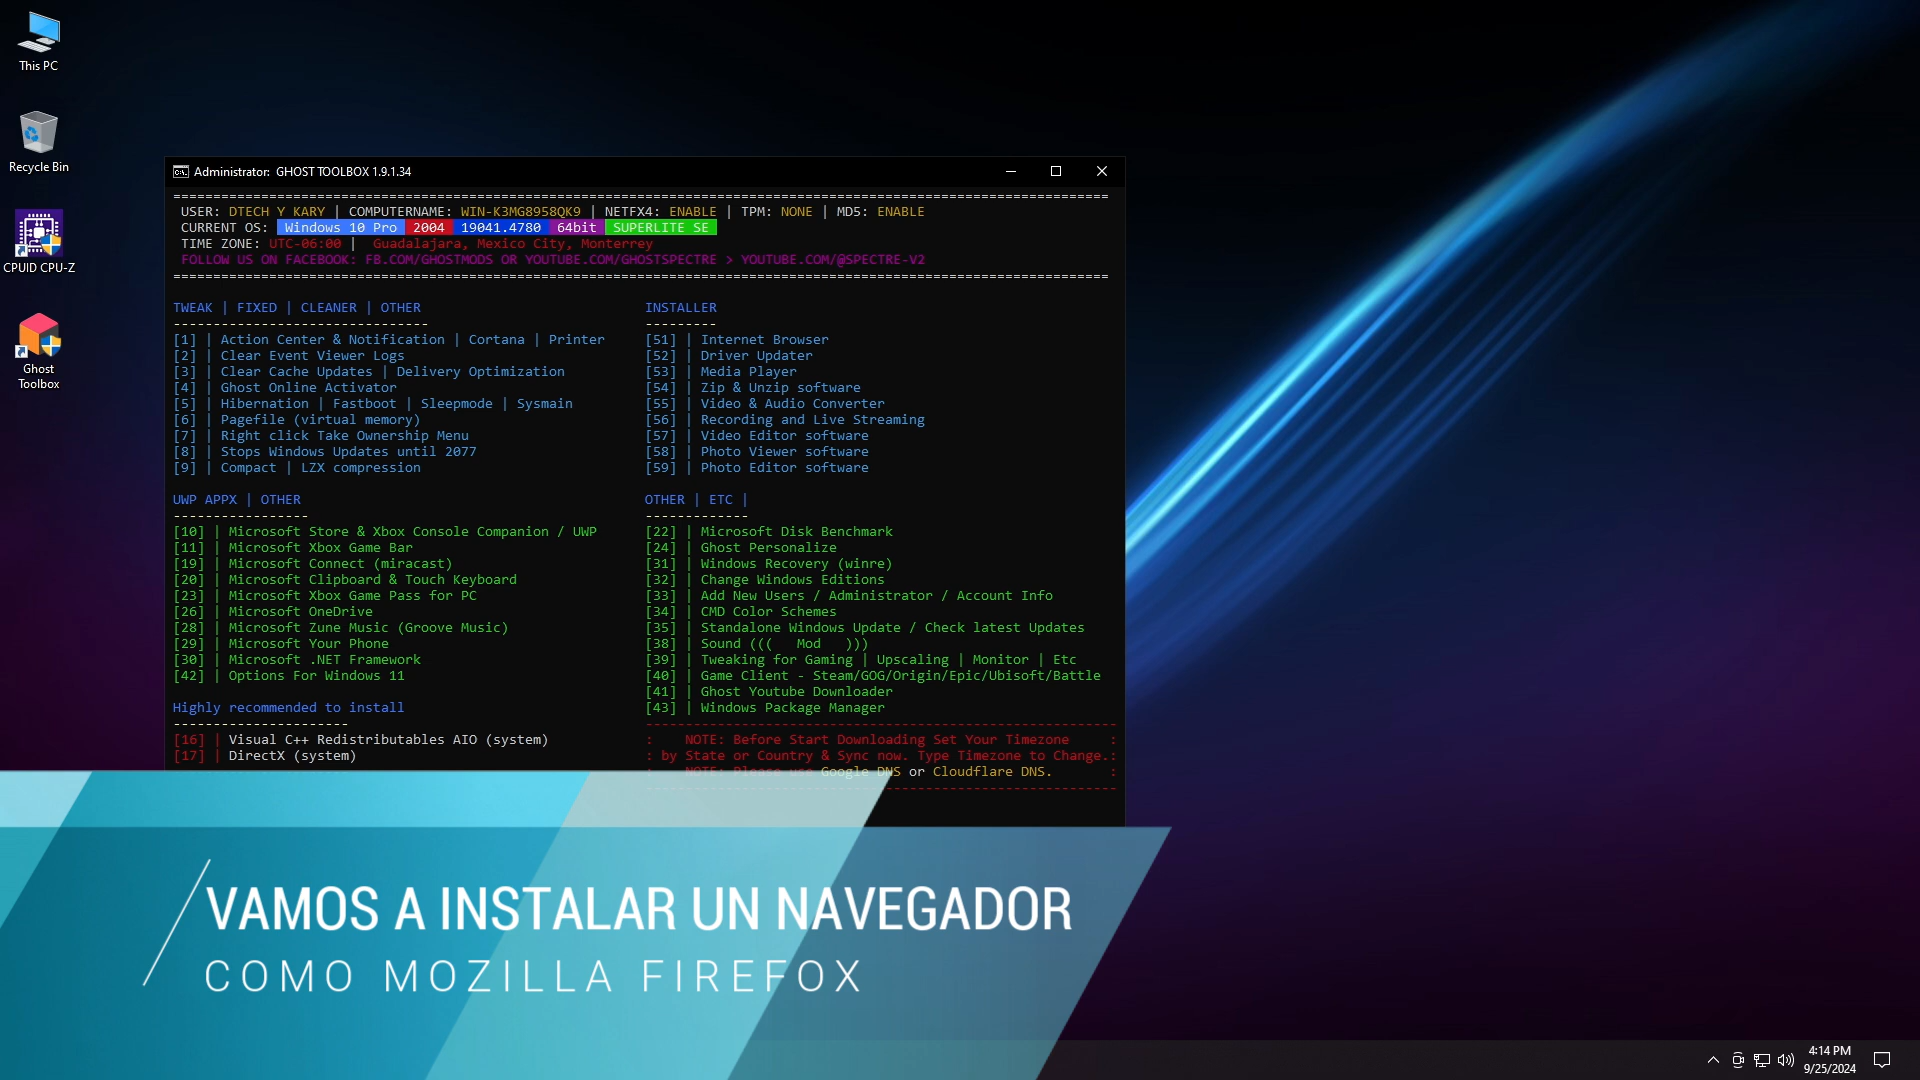 This PC
Recycle Bin
CPUID CPU-Z
Ghost
Toolbox
Administrator:  GHOST TOOLBOX 1.9.1.34
USER: DTECH Y KARY | COMPUTERNAME: WIN-K3MG8958QK9 | NETFX4: ENABLE | TPM: NONE | MD5: ENABLE
CURRENT OS: Windows 10 Pro 2004 19041.4780 64bit SUPERLITE SE
TIME ZONE: UTC-06:00 | Guadalajara, Mexico City, Monterrey
FOLLOW US ON FACEBOOK: FB.COM/GHOSTMODS OR YOUTUBE.COM/GHOSTSPECTRE > YOUTUBE.COM/@SPECTRE-V2
TWEAK | FIXED | CLEANER | OTHER
[1] | Action Center & Notification | Cortana | Printer
[2] | Clear Event Viewer Logs
[3] | Clear Cache Updates | Delivery Optimization
[4] | Ghost Online Activator
[5] | Hibernation | Fastboot | Sleepmode | Sysmain
[6] | Pagefile (virtual memory)
[7] | Right click Take Ownership Menu
[8] | Stops Windows Updates until 2077
[9] | Compact | LZX compression
UWP APPX | OTHER
[10] | Microsoft Store & Xbox Console Companion / UWP
[11] | Microsoft Xbox Game Bar
[19] | Microsoft Connect (miracast)
[20] | Microsoft Clipboard & Touch Keyboard
[23] | Microsoft Xbox Game Pass for PC
[26] | Microsoft OneDrive
[28] | Microsoft Zune Music (Groove Music)
[29] | Microsoft Your Phone
[30] | Microsoft .NET Framework
[42] | Options For Windows 11
Highly recommended to install
[16] | Visual C++ Redistributables AIO (system)
[17] | DirectX (system)
INSTALLER
[51] | Internet Browser
[52] | Driver Updater
[53] | Media Player
[54] | Zip & Unzip software
[55] | Video & Audio Converter
[56] | Recording and Live Streaming
[57] | Video Editor software
[58] | Photo Viewer software
[59] | Photo Editor software
OTHER | ETC |
[22] | Microsoft Disk Benchmark
[24] | Ghost Personalize
[31] | Windows Recovery (winre)
[32] | Change Windows Editions
[33] | Add New Users / Administrator / Account Info
[34] | CMD Color Schemes
[35] | Standalone Windows Update / Check latest Updates
[38] | Sound (((   Mod   )))
[39] | Tweaking for Gaming | Upscaling | Monitor | Etc
[40] | Game Client - Steam/GOG/Origin/Epic/Ubisoft/Battle
[41] | Ghost Youtube Downloader
[43] | Windows Package Manager
: NOTE: Before Start Downloading Set Your Timezone :
: by State or Country & Sync now. Type Timezone to Change.:
: NOTE: Please use Google DNS or Cloudflare DNS. :
VAMOS A INSTALAR UN NAVEGADOR
COMO MOZILLA FIREFOX
4:14 PM
9/25/2024